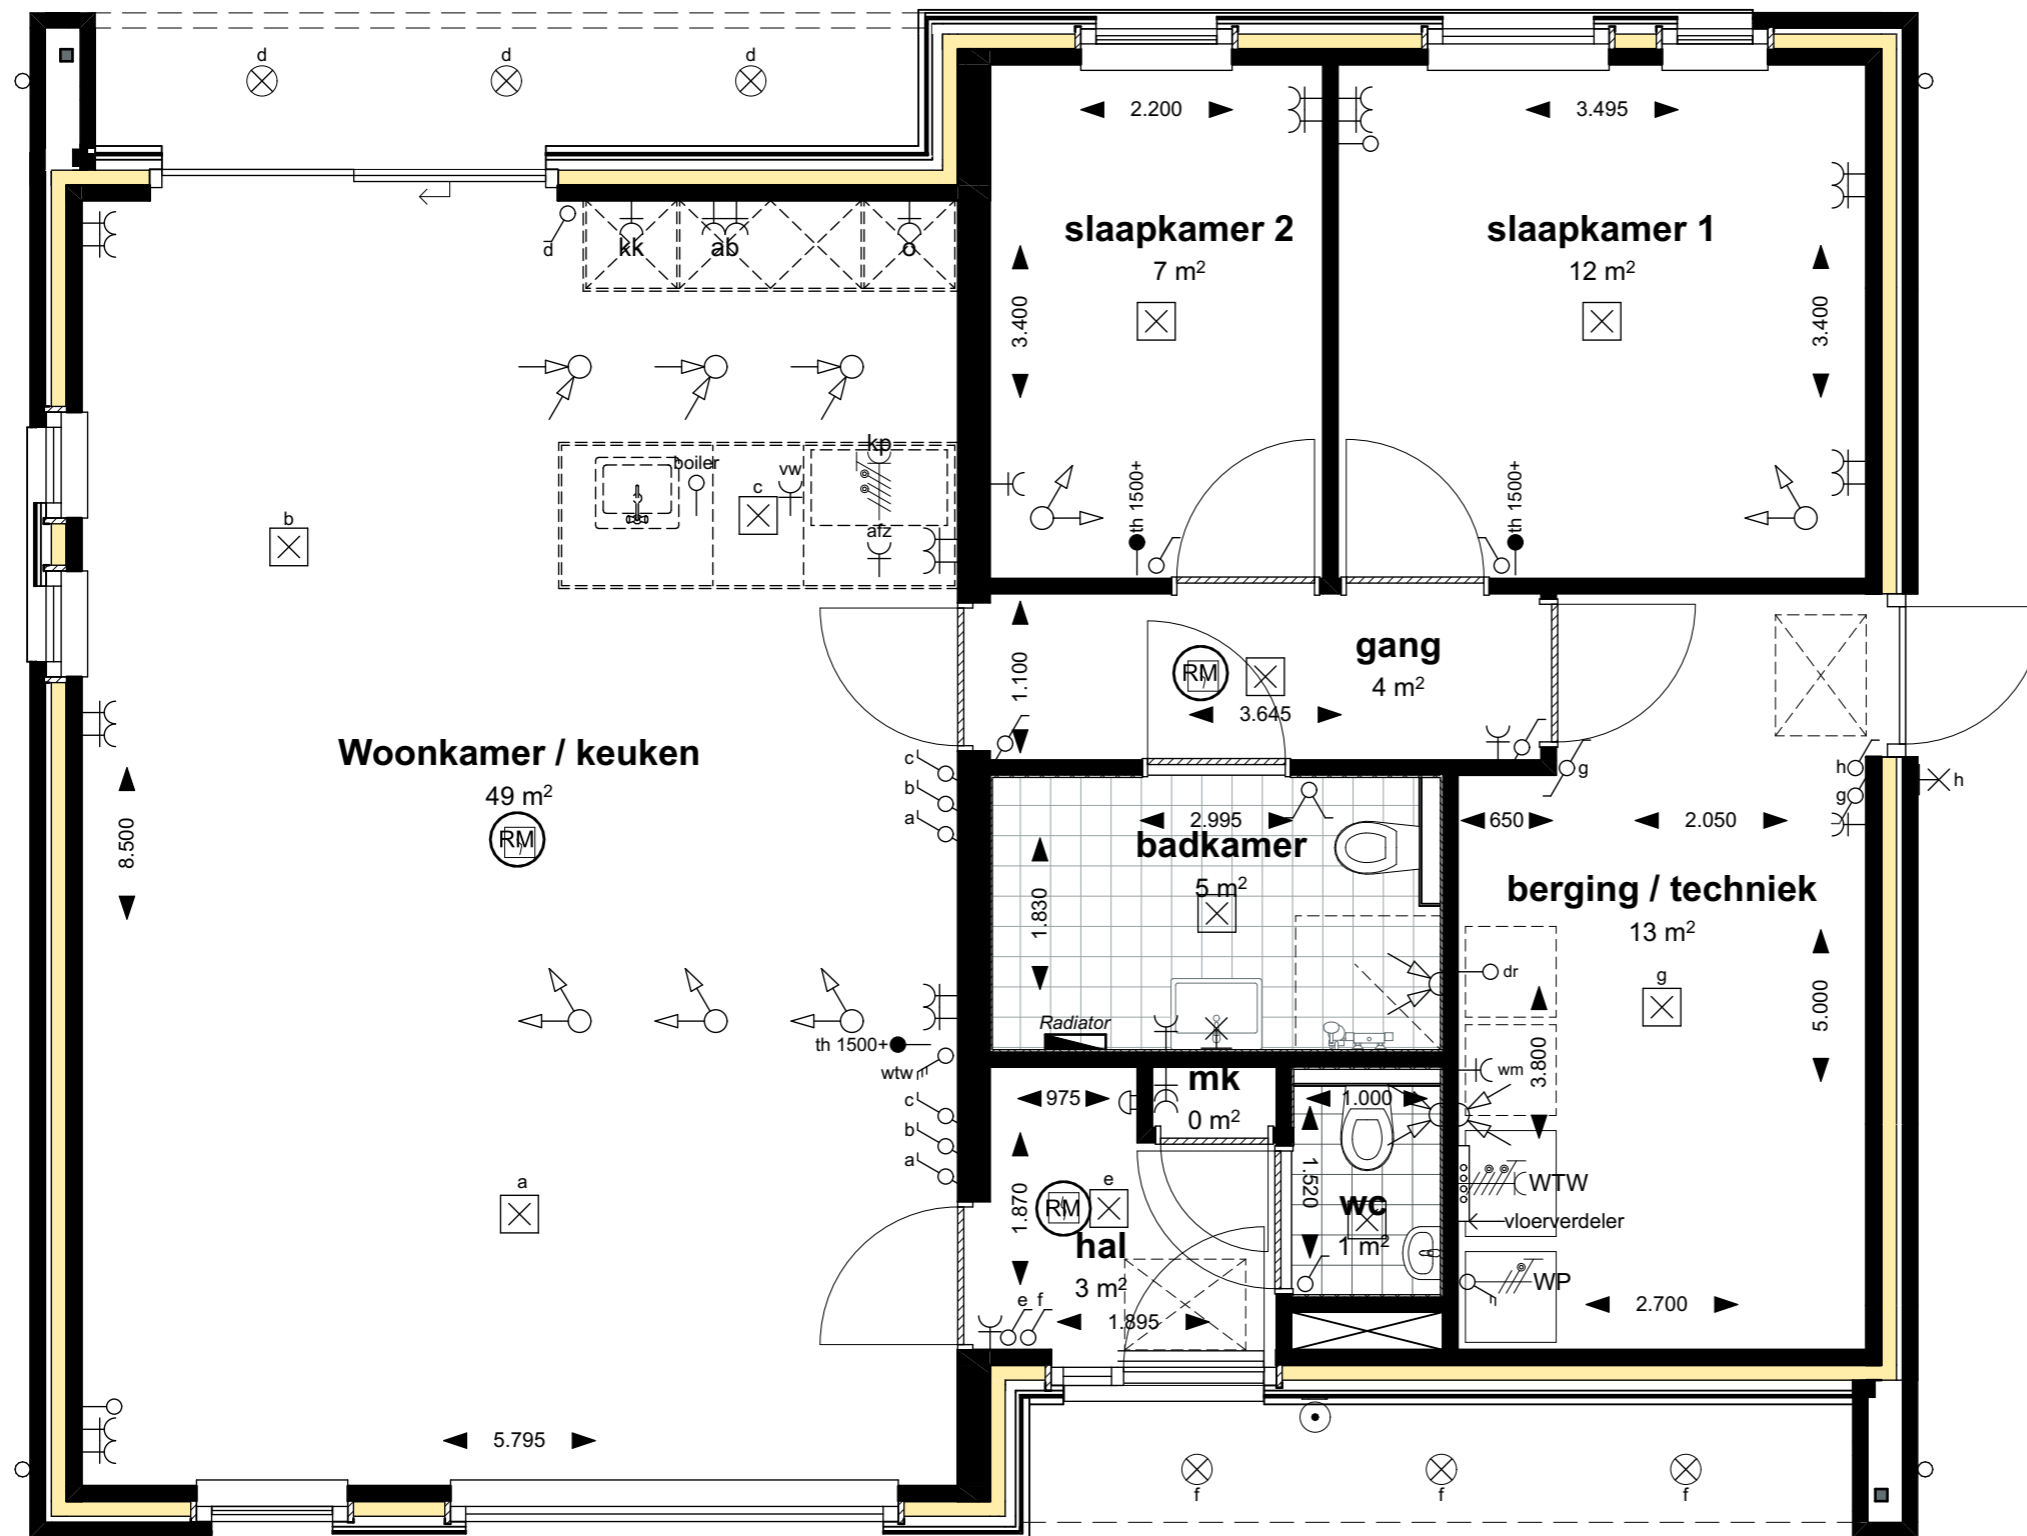 d d d
2.200 3.495
slaapkamer 2 slaapkamer 1
7 m² 12 m²
d kk ab o
3.400 3.400
kp
boiler vw
c
afz
b
th 1500+ th 1500+
gang
4 m²
RM
1.100
3.645
Woonkamer / keuken
49 m²
RM
8.500
c
b
a
g
h
g
h
2.995
badkamer
5 m²
1.830
650 2.050
berging / techniek
13 m²
g
dr
5.000
Radiator
th 1500+
wtw
c
b
a
mk
0 m²
975
1.000
wm
3.800
a
1.870
RM
e
hal
3 m²
1.520
wc
1 m²
WTW
vloerverdeler
WP
e f
1.895
2.700
5.795
f f f